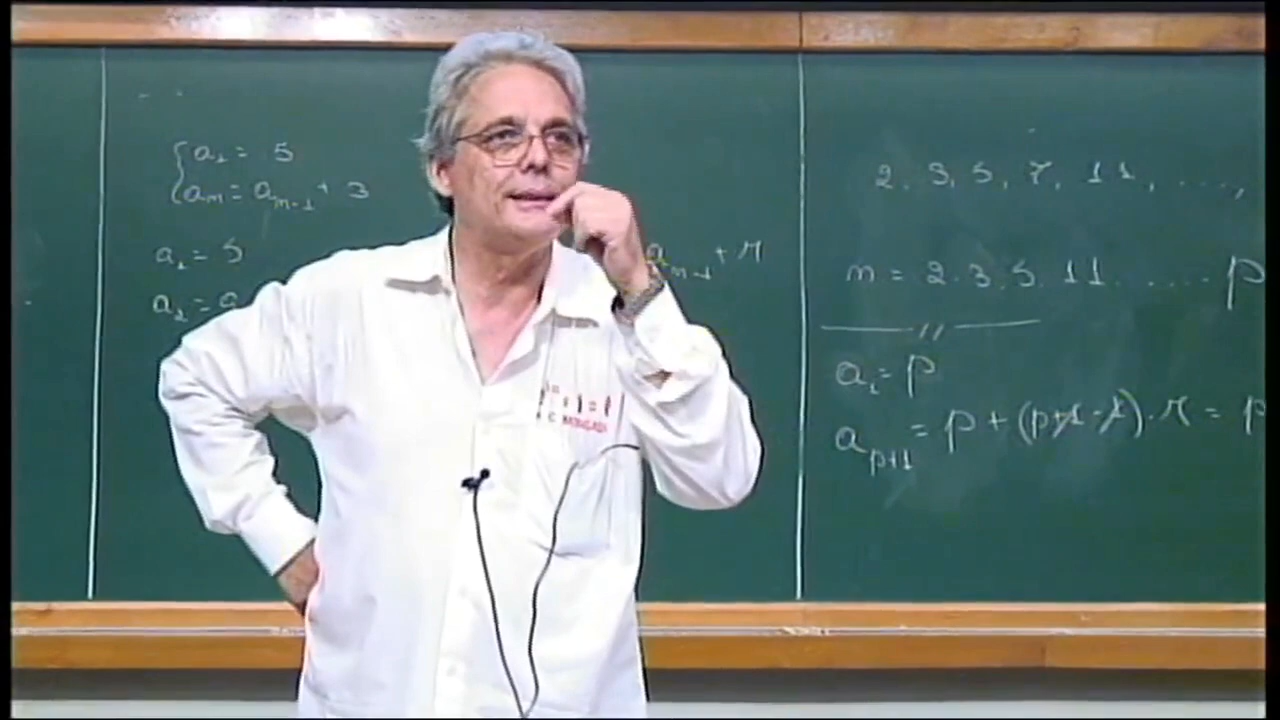 a₁ = 5
aₙ = aₙ₋₁ + 3
a₁ = 5
a₂ = a
aₙ₋₁ + r
2, 3, 5, 7, 11, ....,
n = 2.3.5.11. .... p
a₁ = p
aₚ₊₁ = p + (p+1-1).r = p